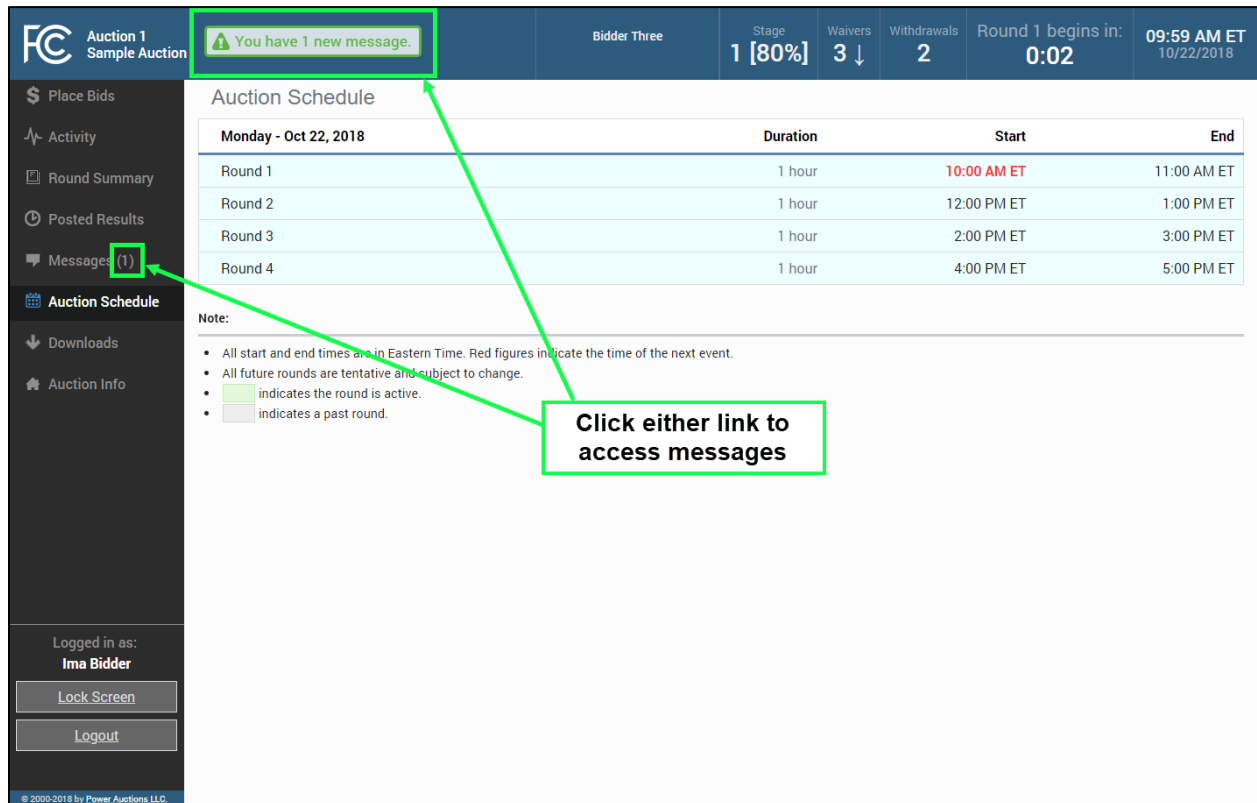 FCC
Auction 1
Sample Auction
You have 1 new message.
Bidder Three
Stage
1 [80%]
Waivers
3 ↓
Withdrawals
2
Round 1 begins in:
0:02
09:59 AM ET
10/22/2018
Place Bids
Activity
Round Summary
Posted Results
Messages (1)
Auction Schedule
Downloads
Auction Info
Logged in as:
Ima Bidder
Lock Screen
Logout
© 2000-2018 by Power Auctions LLC.
Auction Schedule
Monday - Oct 22, 2018 Duration Start End
Round 1 1 hour 10:00 AM ET 11:00 AM ET
Round 2 1 hour 12:00 PM ET 1:00 PM ET
Round 3 1 hour 2:00 PM ET 3:00 PM ET
Round 4 1 hour 4:00 PM ET 5:00 PM ET
Note:
• All start and end times are in Eastern Time. Red figures indicate the time of the next event.
• All future rounds are tentative and subject to change.
• indicates the round is active.
• indicates a past round.
Click either link to
access messages